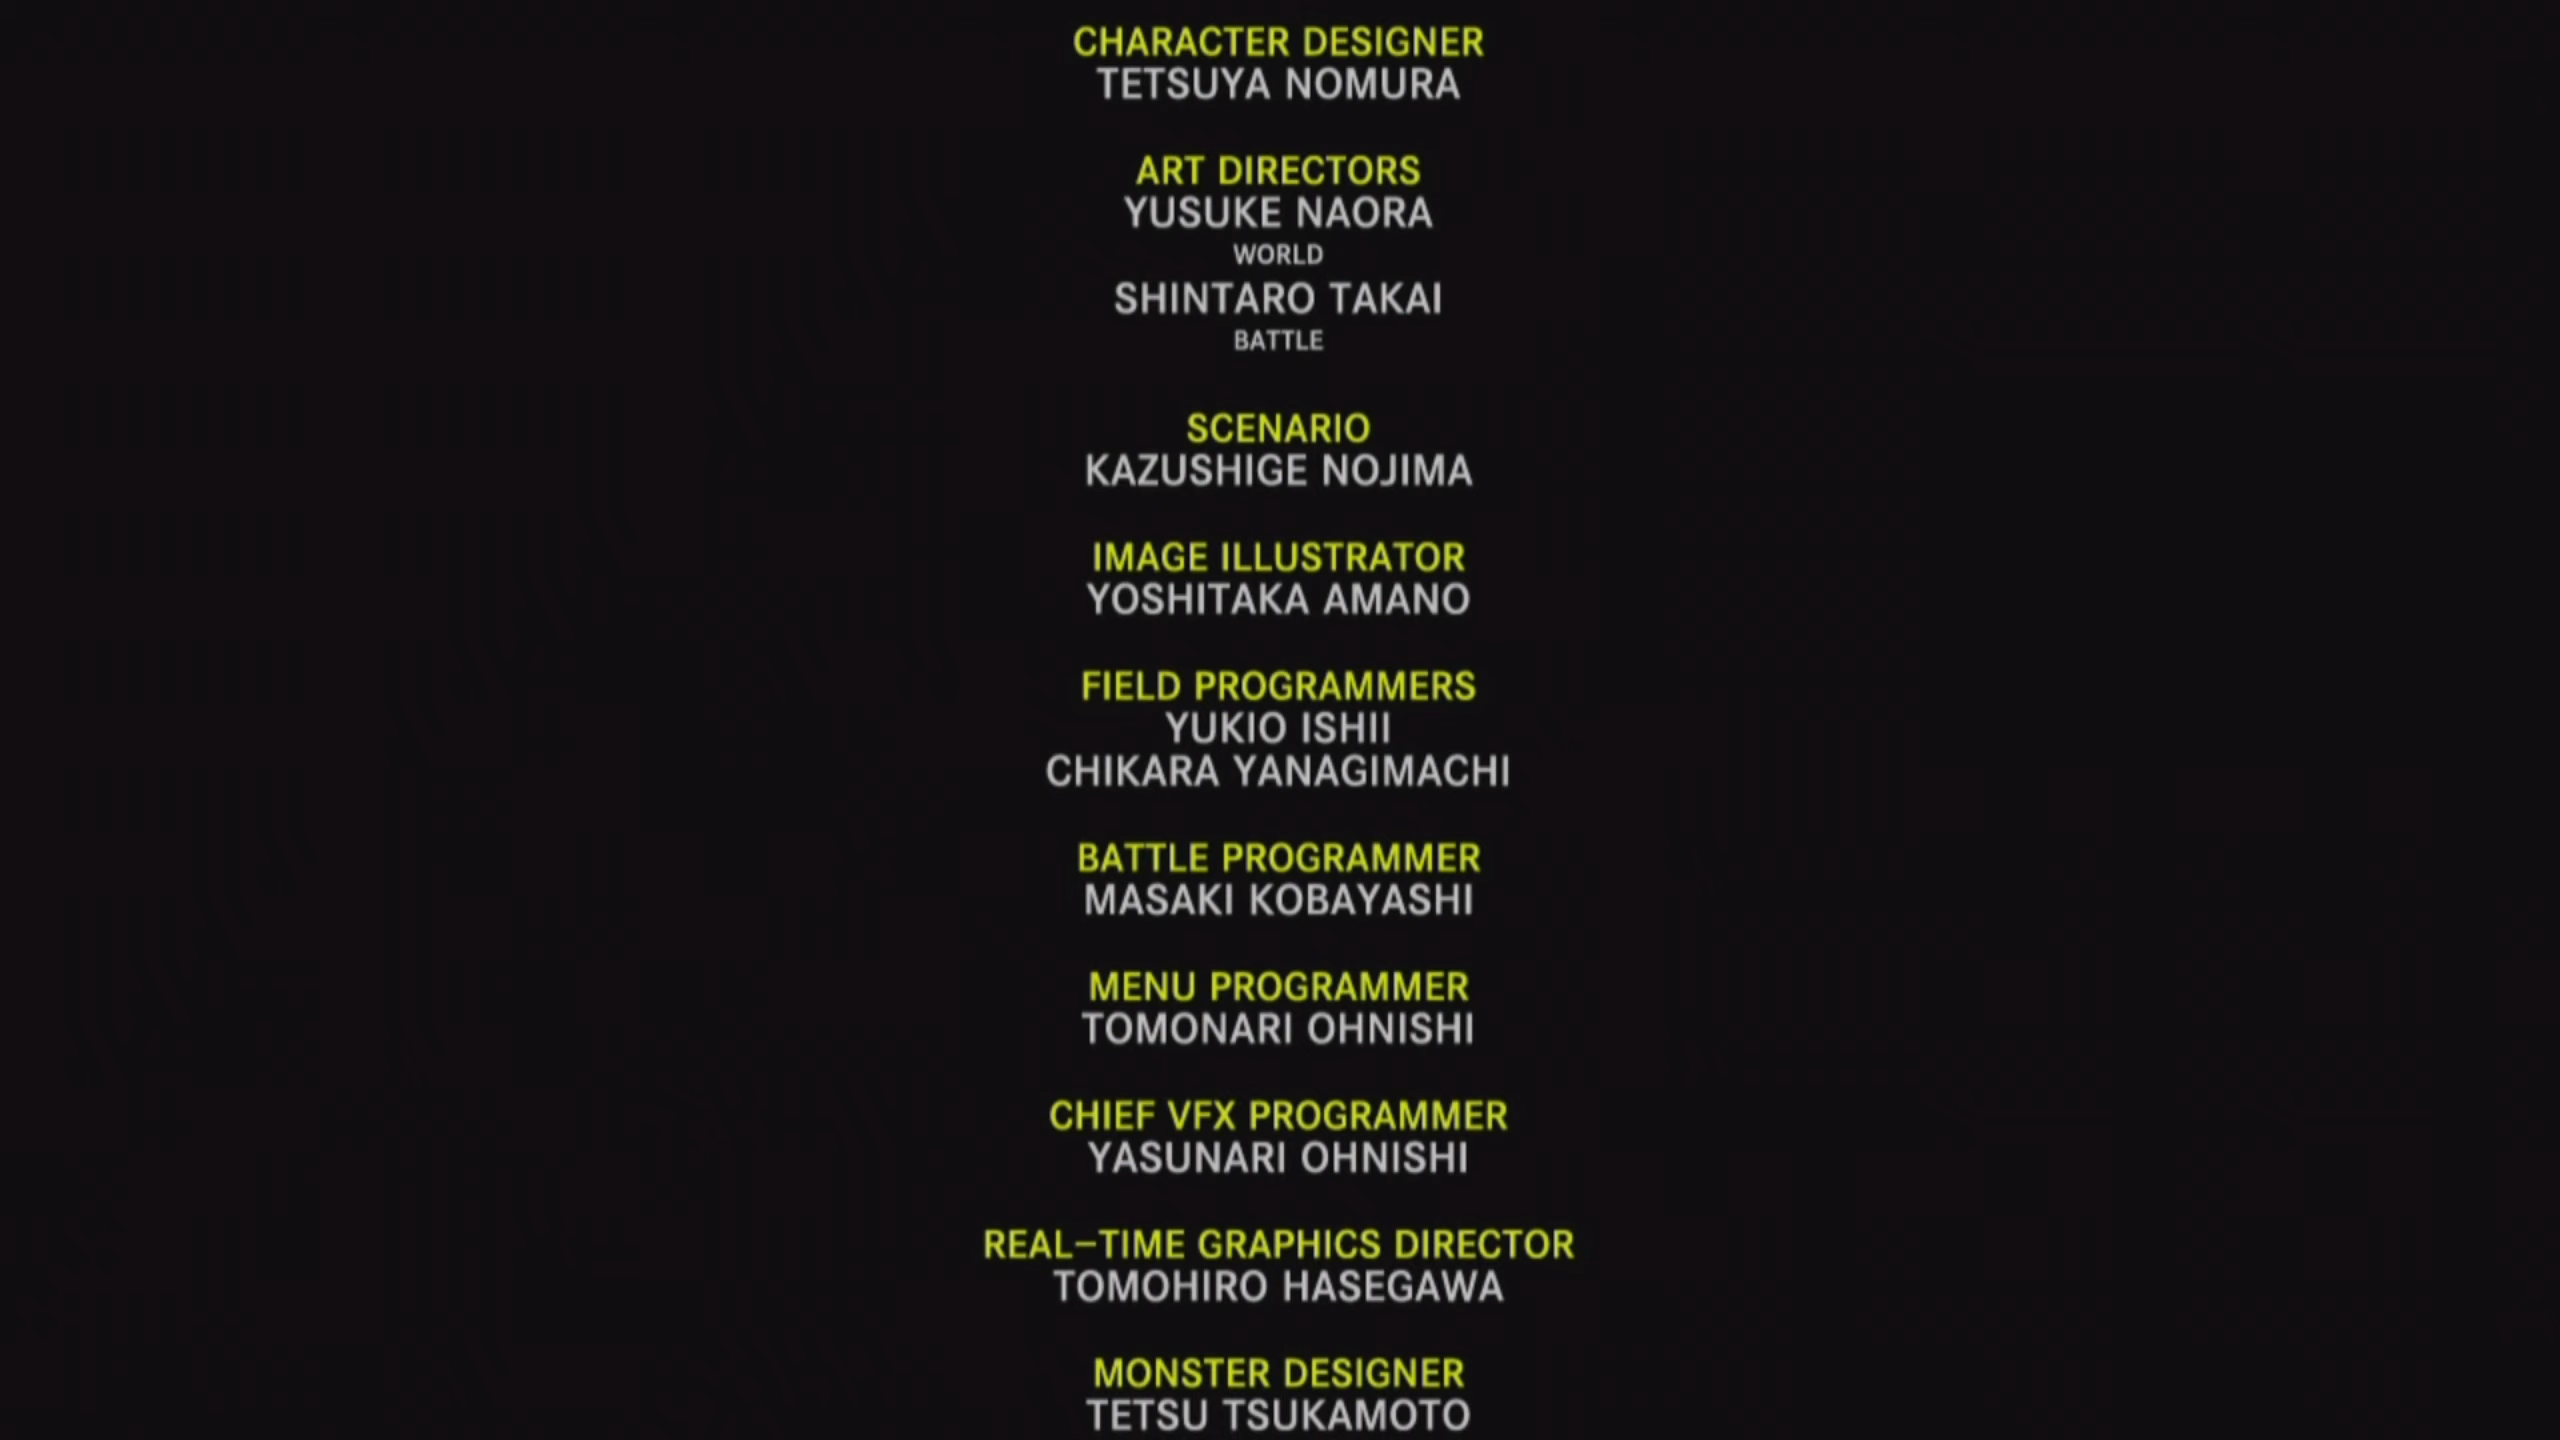 CHARACTER DESIGNER
TETSUYA NOMURA
ART DIRECTORS
YUSUKE NAORA
WORLD
SHINTARO TAKAI
BATTLE
SCENARIO
KAZUSHIGE NOJIMA
IMAGE ILLUSTRATOR
YOSHITAKA AMANO
FIELD PROGRAMMERS
YUKIO ISHII
CHIKARA YANAGIMACHI
BATTLE PROGRAMMER
MASAKI KOBAYASHI
MENU PROGRAMMER
TOMONARI OHNISHI
CHIEF VFX PROGRAMMER
YASUNARI OHNISHI
REAL-TIME GRAPHICS DIRECTOR
TOMOHIRO HASEGAWA
MONSTER DESIGNER
TETSU TSUKAMOTO